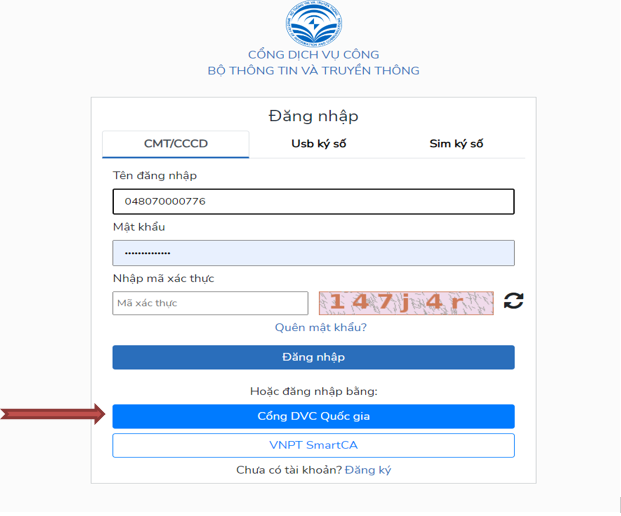 CỔNG DỊCH VỤ CÔNG
BỘ THÔNG TIN VÀ TRUYỀN THÔNG
Đăng nhập
CMT/CCCD Usb ký số Sim ký số
Tên đăng nhập
048070000776
Mật khẩu
••••••••••••••
Nhập mã xác thực
Mã xác thực 147j4r
Quên mật khẩu?
Đăng nhập
Hoặc đăng nhập bằng:
Cổng DVC Quốc gia
VNPT SmartCA
Chưa có tài khoản? Đăng ký